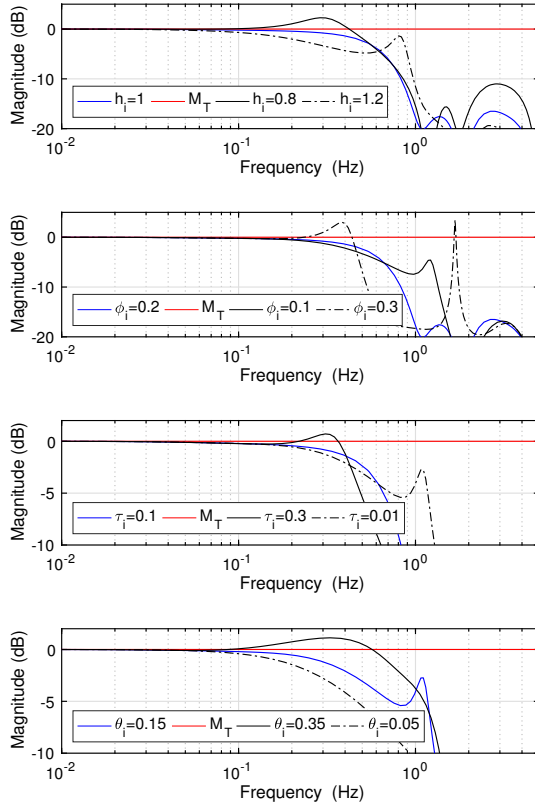 0
-10
-20
Magnitude (dB)
h_i=1 M_T h_i=0.8 h_i=1.2
10^-2 10^-1 10^0
Frequency (Hz)
0
-10
-20
Magnitude (dB)
ϕ_i=0.2 M_T ϕ_i=0.1 ϕ_i=0.3
10^-2 10^-1 10^0
Frequency (Hz)
0
-5
-10
Magnitude (dB)
τ_i=0.1 M_T τ_i=0.3 τ_i=0.01
10^-2 10^-1 10^0
Frequency (Hz)
0
-5
-10
Magnitude (dB)
θ_i=0.15 M_T θ_i=0.35 θ_i=0.05
10^-2 10^-1 10^0
Frequency (Hz)